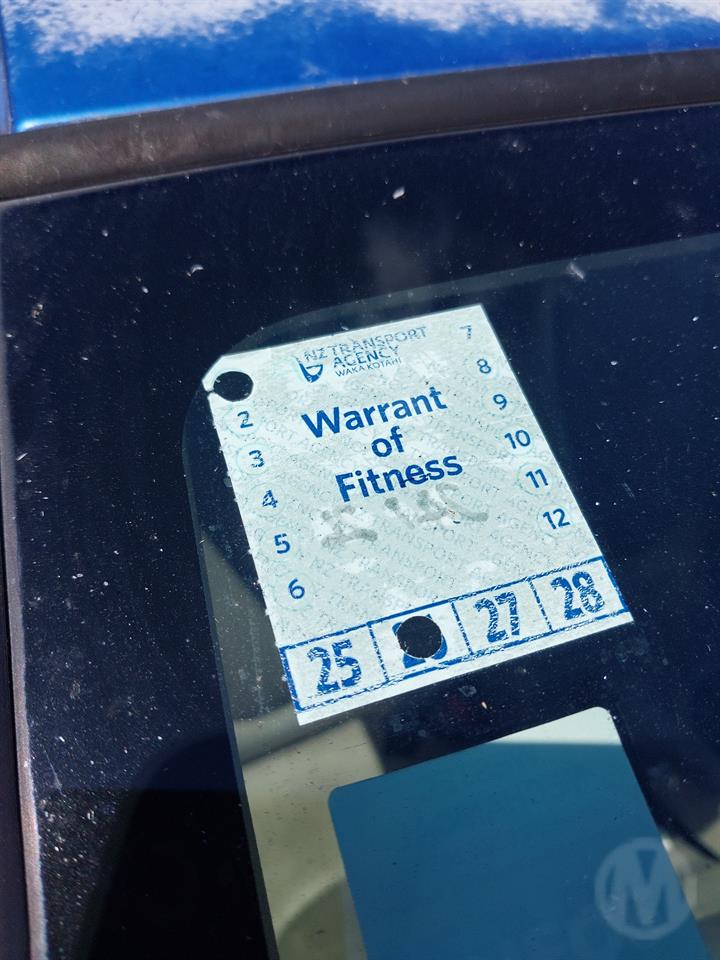 NZ TRANSPORT
AGENCY
WAKA KOTAHI
Warrant
of
Fitness
2
3
4
5
6
7
8
9
10
11
12
25
27
28
M